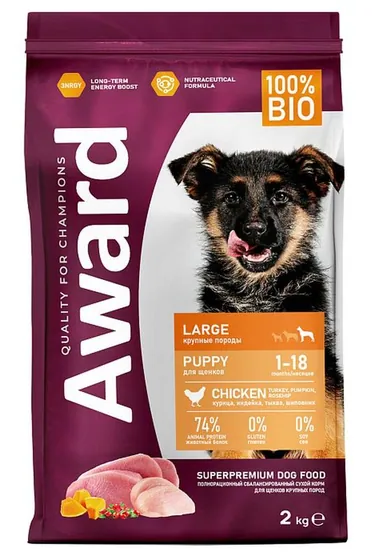 3NRGY
LONG-TERM
ENERGY BOOST
NUTRACEUTICAL
FORMULA
100%
BIO
Award
QUALITY FOR CHAMPIONS
LARGE
крупные породы
PUPPY
для щенков
1-18
months/месяцев
CHICKEN TURKEY, PUMPKIN,
ROSEHIP
курица, индейка, тыква, шиповник
74%
ANIMAL PROTEIN
животный белок
0%
GLUTEN
глютен
0%
SOY
соя
SUPERPREMIUM DOG FOOD
ПОЛНОРАЦИОННЫЙ СБАЛАНСИРОВАННЫЙ СУХОЙ КОРМ
ДЛЯ ЩЕНКОВ КРУПНЫХ ПОРОД
2 kg e